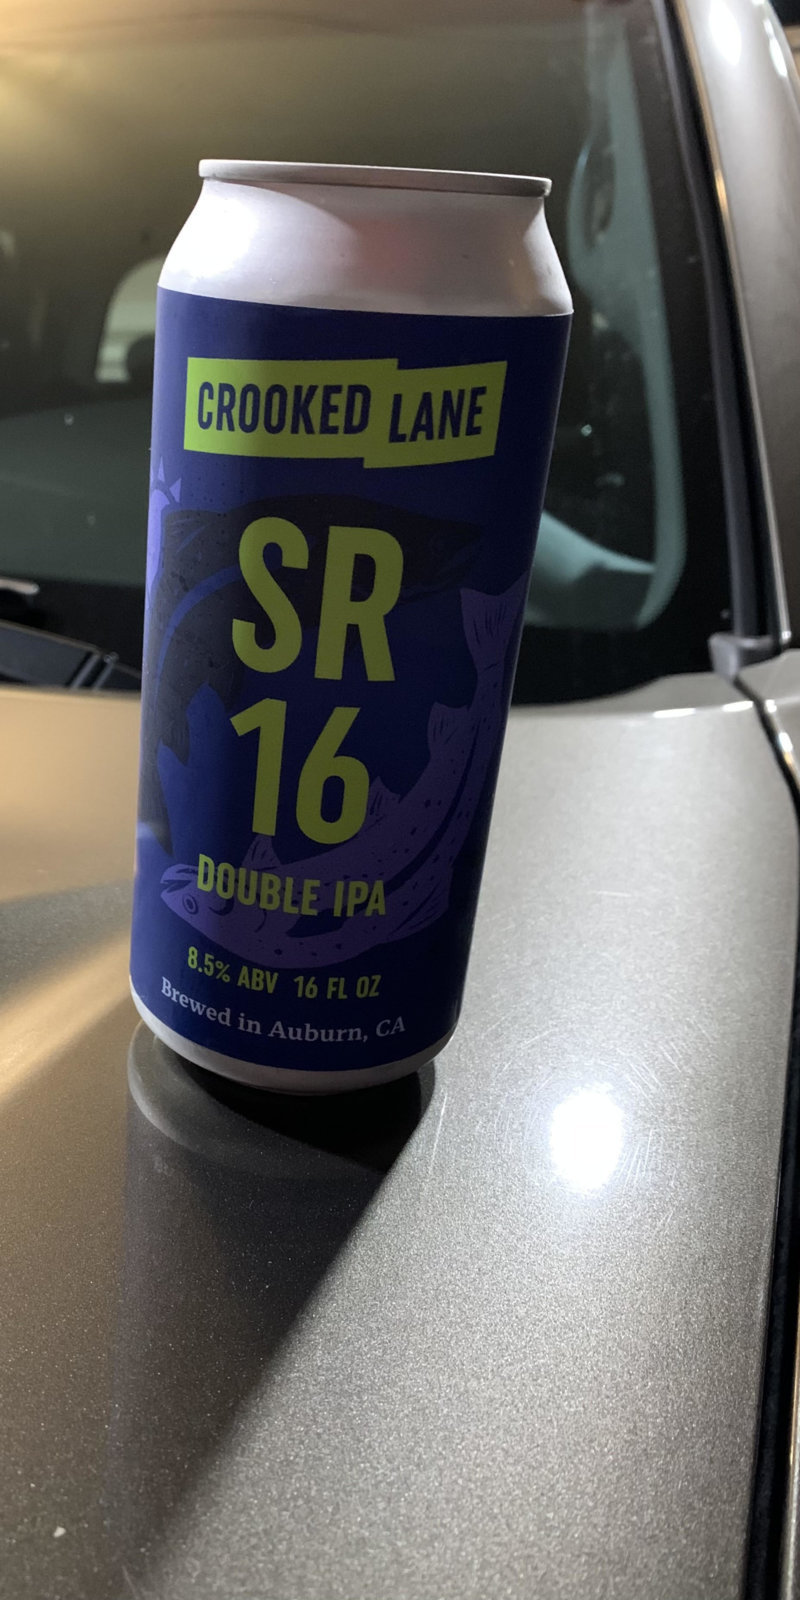 CROOKED LANE
SR
16
DOUBLE IPA
8.5% ABV 16 FL OZ
Brewed in Auburn, CA